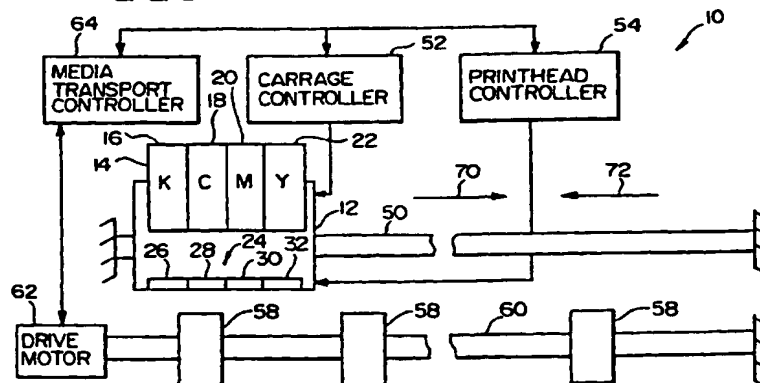 10
64
52
54
MEDIA
TRANSPORT
CONTROLLER
CARRAGE
CONTROLLER
PRINTHEAD
CONTROLLER
20
18
16
22
14
K C M Y
70
72
12
50
26 28 24 30 32
62
58 58 60 58
DRIVE
MOTOR